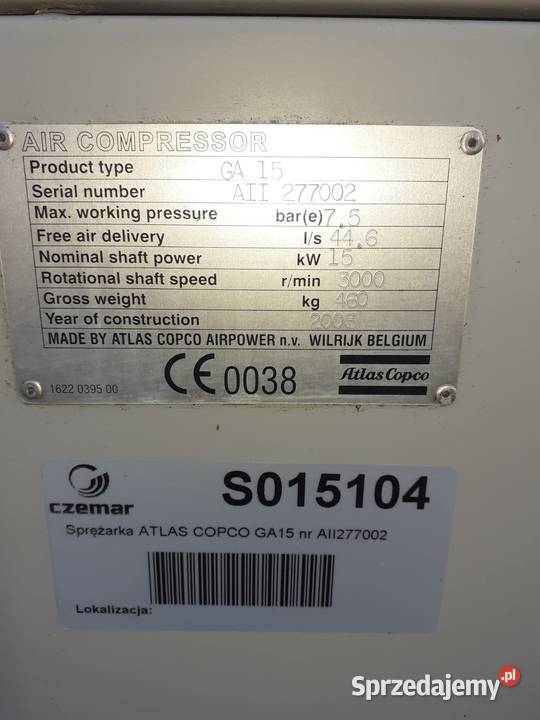 AIR COMPRESSOR
Product type GA 15
Serial number AII 277002
Max. working pressure bar(e) 7.5
Free air delivery l/s 44.6
Nominal shaft power kW 15
Rotational shaft speed r/min 3000
Gross weight kg 460
Year of construction 2003
MADE BY ATLAS COPCO AIRPOWER n.v. WILRIJK BELGIUM
1622 0395 00 CE 0038 Atlas Copco
czemar S015104
Sprężarka ATLAS COPCO GA15 nr AII277002
Lokalizacja:
Sprzedajemy.pl